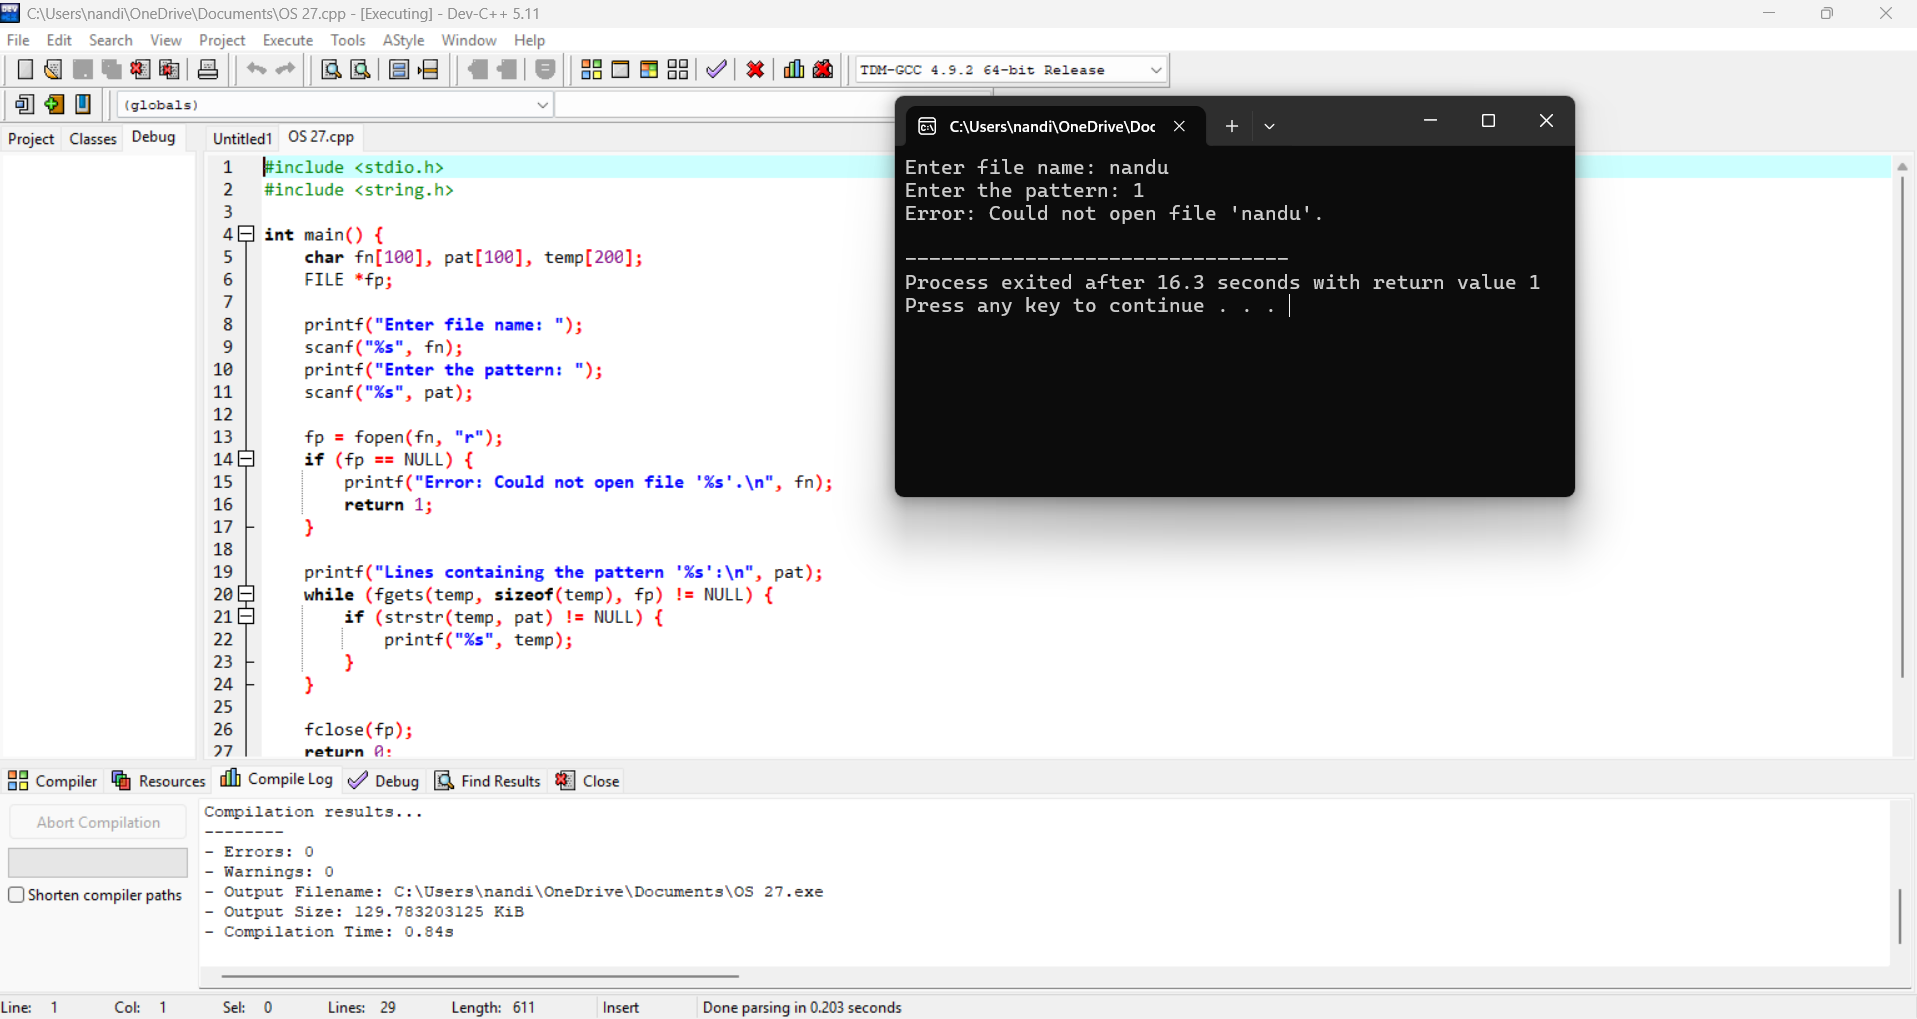 C:\Users\nandi\OneDrive\Documents\OS 27.cpp - [Executing] - Dev-C++ 5.11
File Edit Search View Project Execute Tools AStyle Window Help
TDM-GCC 4.9.2 64-bit Release
(globals)
Project Classes Debug
Untitled1 OS 27.cpp
1 #include <stdio.h>
2 #include <string.h>
3
4 int main() {
5 char fn[100], pat[100], temp[200];
6 FILE *fp;
7
8 printf("Enter file name: ");
9 scanf("%s", fn);
10 printf("Enter the pattern: ");
11 scanf("%s", pat);
12
13 fp = fopen(fn, "r");
14 if (fp == NULL) {
15 printf("Error: Could not open file '%s'.\n", fn);
16 return 1;
17 }
18
19 printf("Lines containing the pattern '%s':\n", pat);
20 while (fgets(temp, sizeof(temp), fp) != NULL) {
21 if (strstr(temp, pat) != NULL) {
22 printf("%s", temp);
23 }
24 }
25
26 fclose(fp);
27 return 0;
C:\Users\nandi\OneDrive\Doc
Enter file name: nandu
Enter the pattern: 1
Error: Could not open file 'nandu'.
--------------------------------
Process exited after 16.3 seconds with return value 1
Press any key to continue . . .
Compiler Resources Compile Log Debug Find Results Close
Abort Compilation
Shorten compiler paths
Compilation results...
--------
- Errors: 0
- Warnings: 0
- Output Filename: C:\Users\nandi\OneDrive\Documents\OS 27.exe
- Output Size: 129.783203125 KiB
- Compilation Time: 0.84s
Line: 1 Col: 1 Sel: 0 Lines: 29 Length: 611 Insert Done parsing in 0.203 seconds